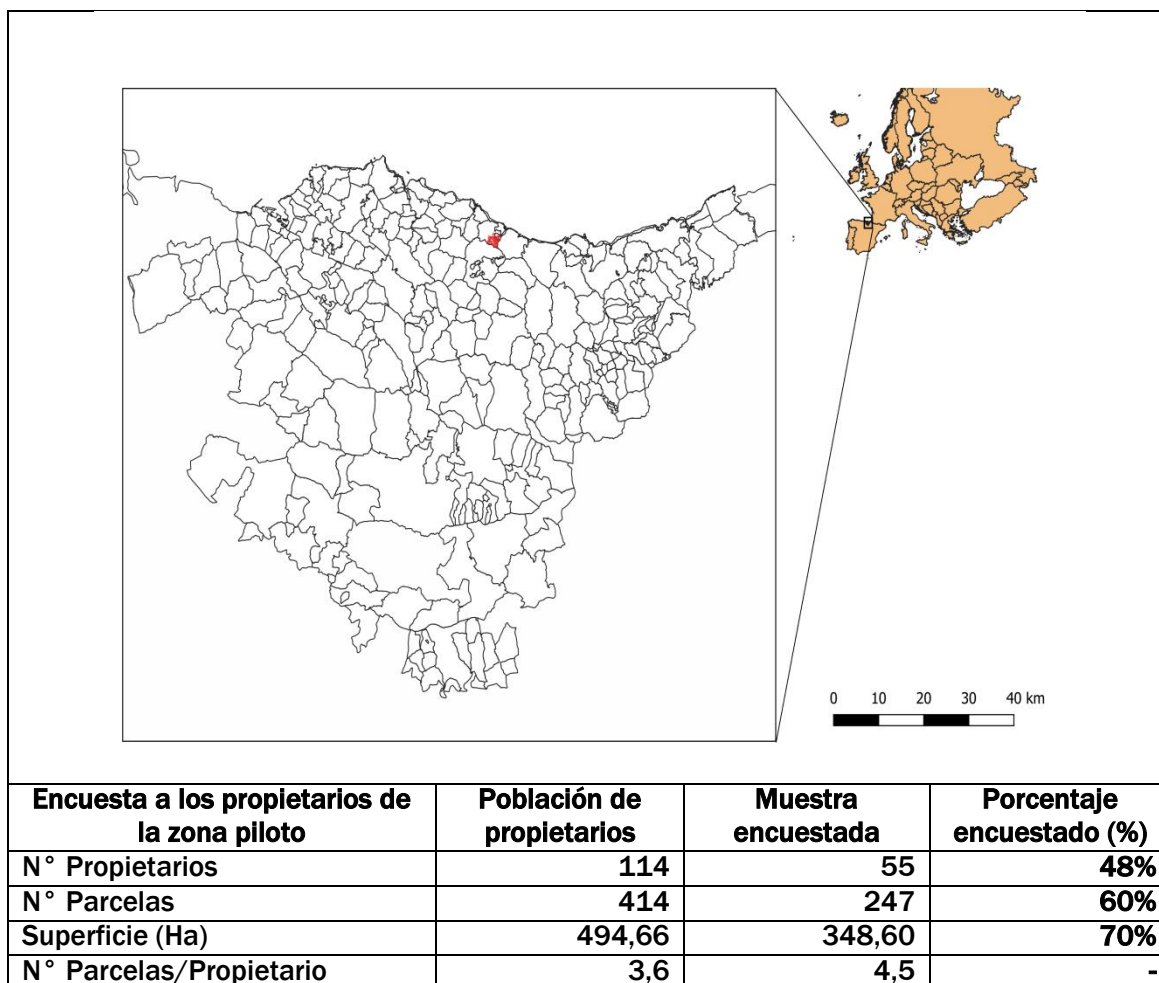 0 10 20 30 40 km
Encuesta a los propietarios de la zona piloto Población de propietarios Muestra encuestada Porcentaje encuestado (%)
N° Propietarios 114 55 48%
N° Parcelas 414 247 60%
Superficie (Ha) 494,66 348,60 70%
N° Parcelas/Propietario 3,6 4,5 -